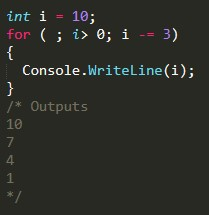 int i = 10;
for ( ; i> 0; i -= 3)
{
  Console.WriteLine(i);
}
/* Outputs
10
7
4
1
*/